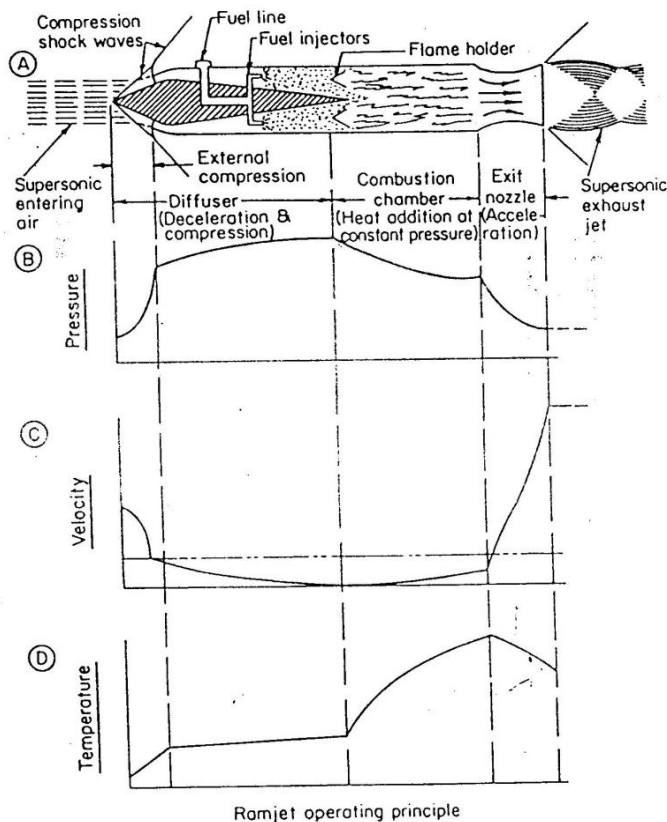 Compression
shock waves
Fuel line
Fuel injectors
Flame holder
A
Supersonic
entering
air
External
compression
Diffuser
(Deceleration &
compression)
Combustion
chamber
(Heat addition at
constant pressure)
Exit
nozzle
(Accele-
ration)
Supersonic
exhaust
jet
B
Pressure
C
Velocity
D
Temperature
Ramjet operating principle